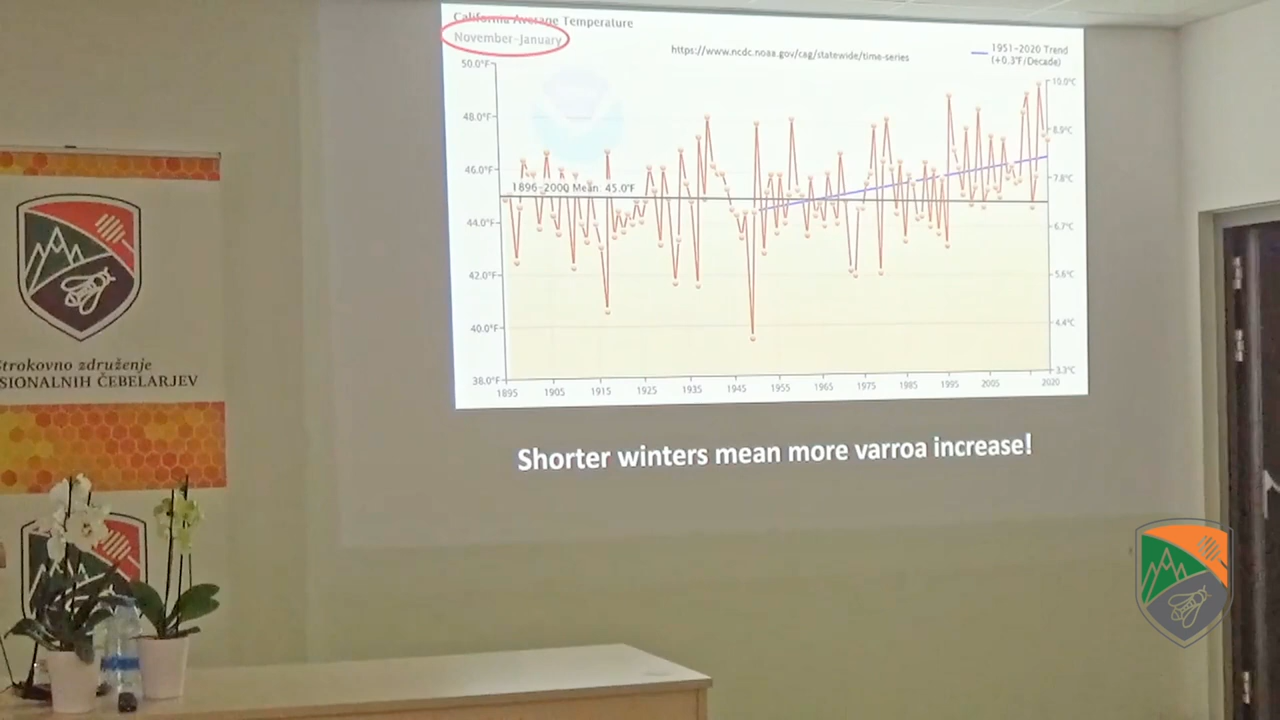 California Average Temperature
November-January
https://www.ncdc.noaa.gov/cag/statewide/time-series
1951-2020 Trend
(+0.3°F/Decade)
50.0°F
48.0°F
46.0°F
44.0°F
42.0°F
40.0°F
38.0°F
1896-2000 Mean: 45.0°F
10.0°C
8.9°C
7.8°C
6.7°C
5.6°C
4.4°C
3.3°C
1895 1905 1915 1925 1935 1945 1955 1965 1975 1985 1995 2005 2020
Shorter winters mean more varroa increase!
Strokovno združenje
SIONALNIH ČEBELARJEV